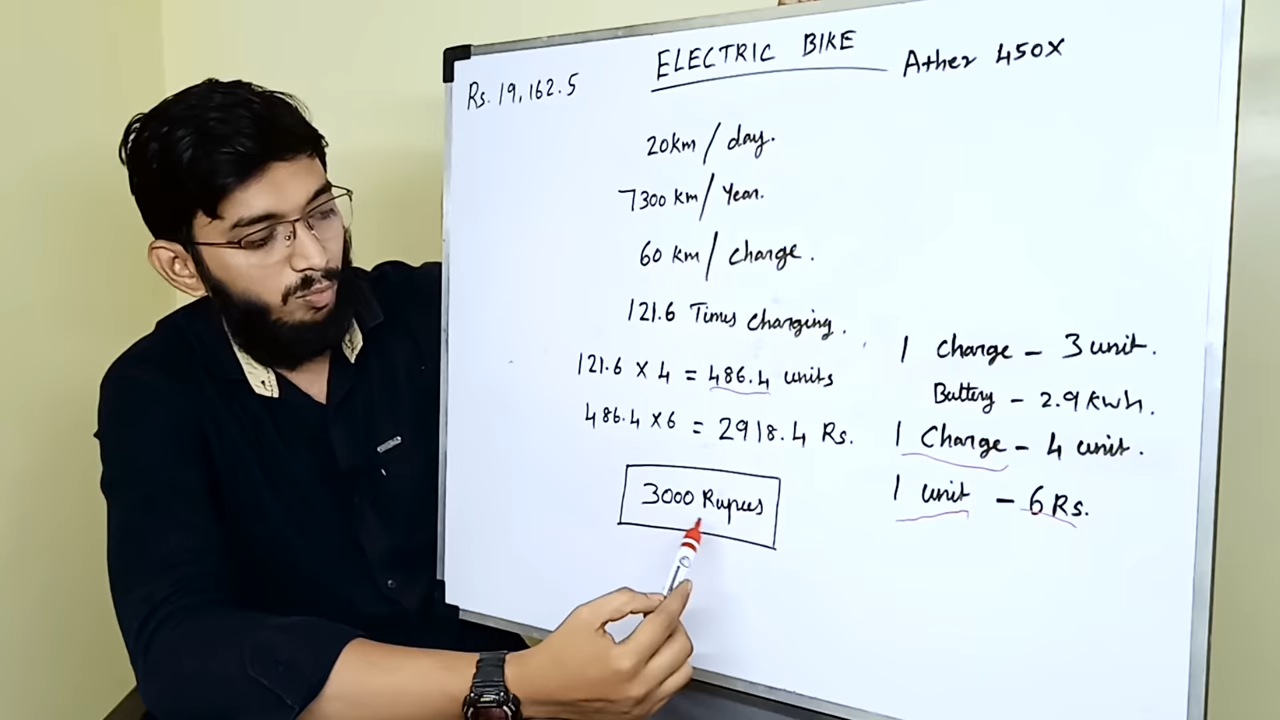 ELECTRIC BIKE
Ather 450X
Rs. 19,162.5
20km / day.
7300 km / Year.
60 km / charge.
121.6 Times charging.
121.6 X 4 = 486.4 units
486.4 X 6 = 2918.4 Rs.
3000 Rupees
1 charge - 3 unit.
Battery - 2.9 kwh.
1 Charge - 4 unit.
1 unit - 6 Rs.